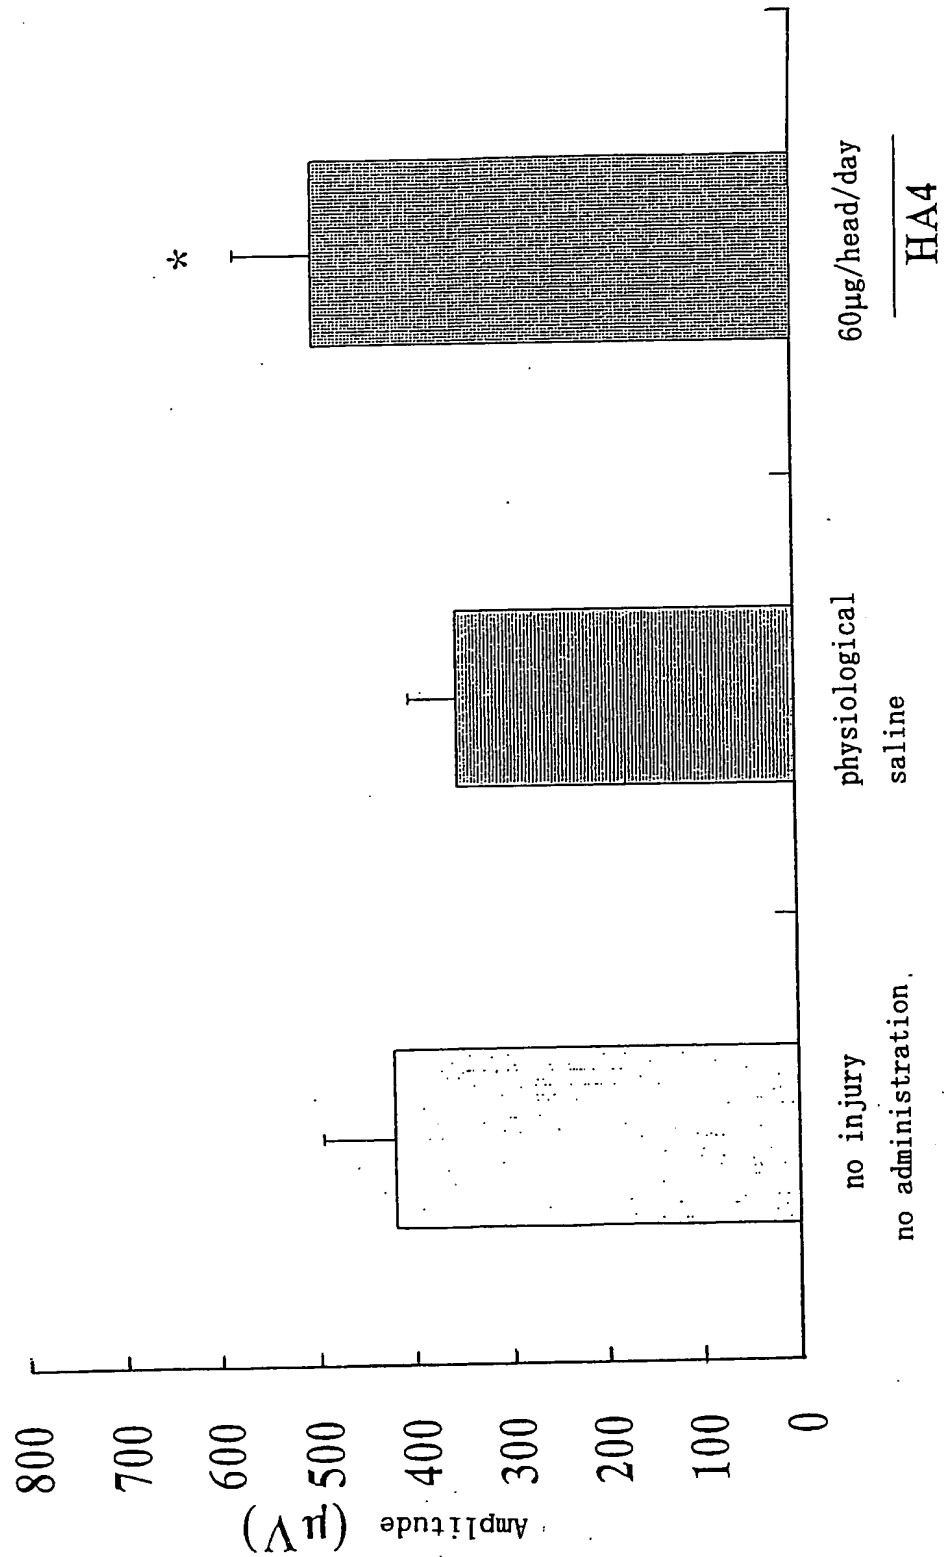 Amplitude (μV)
800
700
600
500
400
300
200
100
0
*
no injury
no administration
physiological
saline
60μg/head/day
HA4